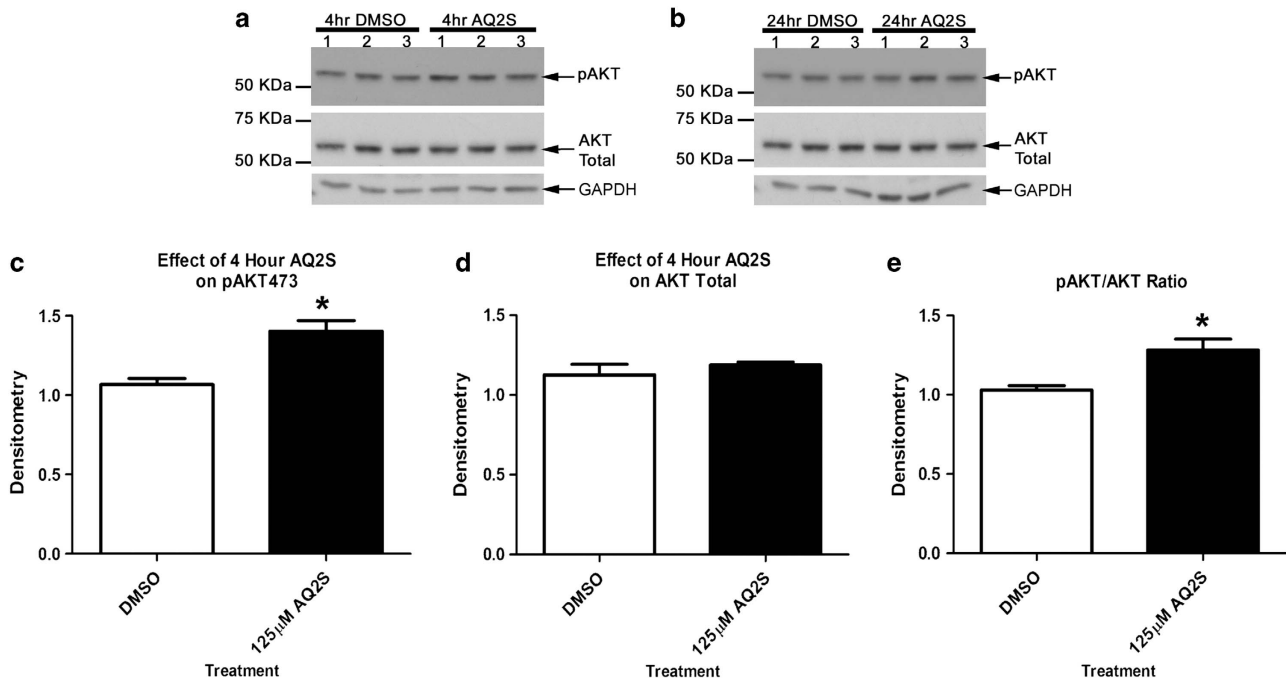 a
4hr DMSO 4hr AQ2S
1 2 3 1 2 3
pAKT
50 KDa
75 KDa
AKT
Total
50 KDa
GAPDH
b
24hr DMSO 24hr AQ2S
1 2 3 1 2 3
pAKT
50 KDa
75 KDa
AKT
Total
50 KDa
GAPDH
c
Effect of 4 Hour AQ2S
on pAKT473
*
1.5
1.0
0.5
0.0
Densitometry
DMSO
125μM AQ2S
Treatment
d
Effect of 4 Hour AQ2S
on AKT Total
1.5
1.0
0.5
0.0
Densitometry
DMSO
125μM AQ2S
Treatment
e
pAKT/AKT Ratio
*
1.5
1.0
0.5
0.0
Densitometry
DMSO
125μM AQ2S
Treatment